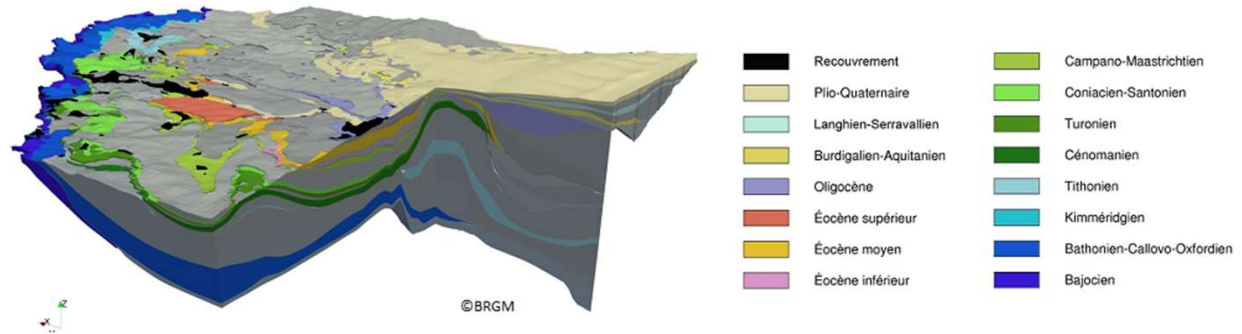 Recouvrement
Plio-Quaternaire
Langhien-Serravallien
Burdigalien-Aquitanien
Oligocène
Éocène supérieur
Éocène moyen
Éocène inférieur
Campano-Maastrichtien
Coniacien-Santonien
Turonien
Cénomanien
Tithonien
Kimméridgien
Bathonien-Callovo-Oxfordien
Bajocien
©BRGM
Z
X